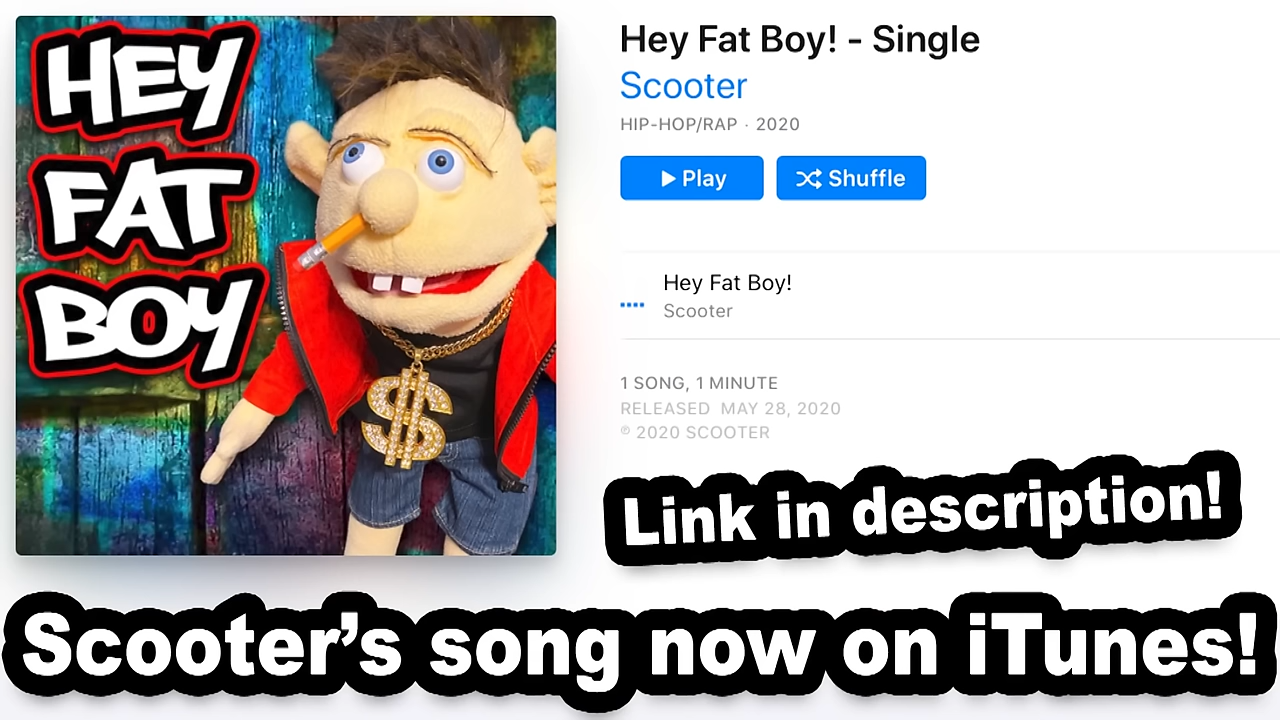 HEY
FAT
BOY
Hey Fat Boy! - Single
Scooter
HIP-HOP/RAP · 2020
Play
Shuffle
Hey Fat Boy!
Scooter
1 SONG, 1 MINUTE
RELEASED MAY 28, 2020
℗ 2020 SCOOTER
Link in description!
Scooter's song now on iTunes!